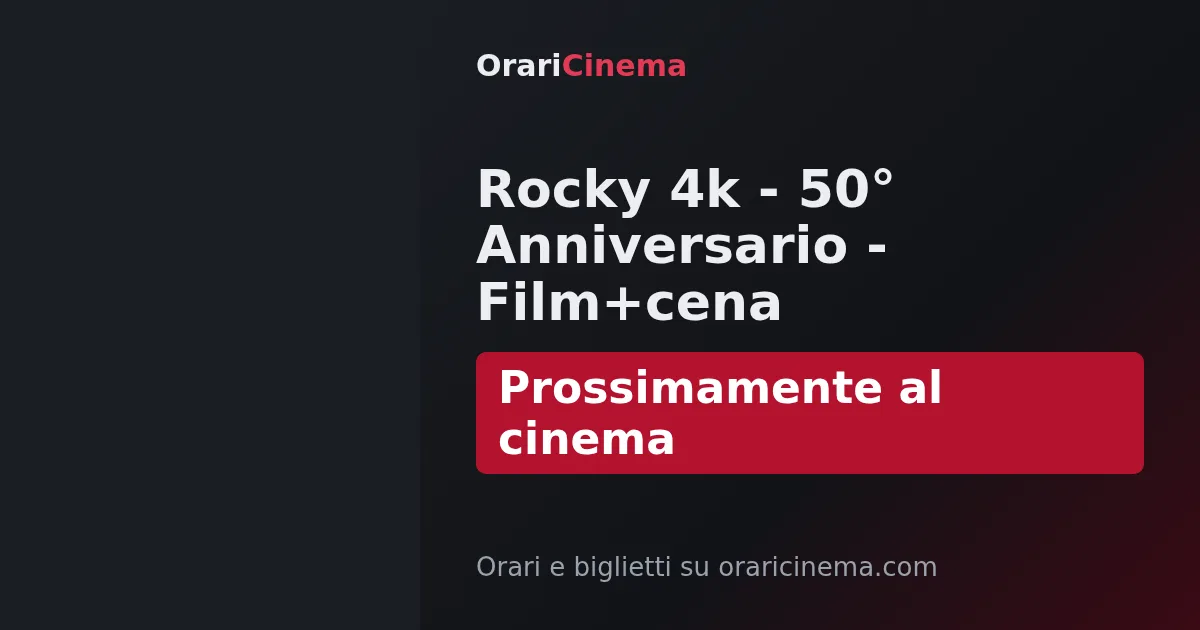 OrariCinema
Rocky 4k - 50°
Anniversario -
Film+cena
Prossimamente al
cinema
Orari e biglietti su oraricinema.com